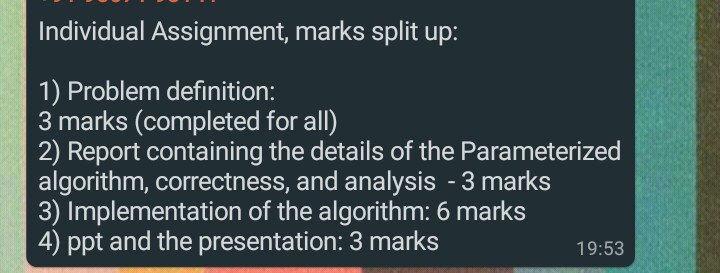 Individual Assignment, marks split up:
1) Problem definition:
3 marks (completed for all)
2) Report containing the details of the Parameterized
algorithm, correctness, and analysis - 3 marks
3) Implementation of the algorithm: 6 marks
4) ppt and the presentation: 3 marks
19:53